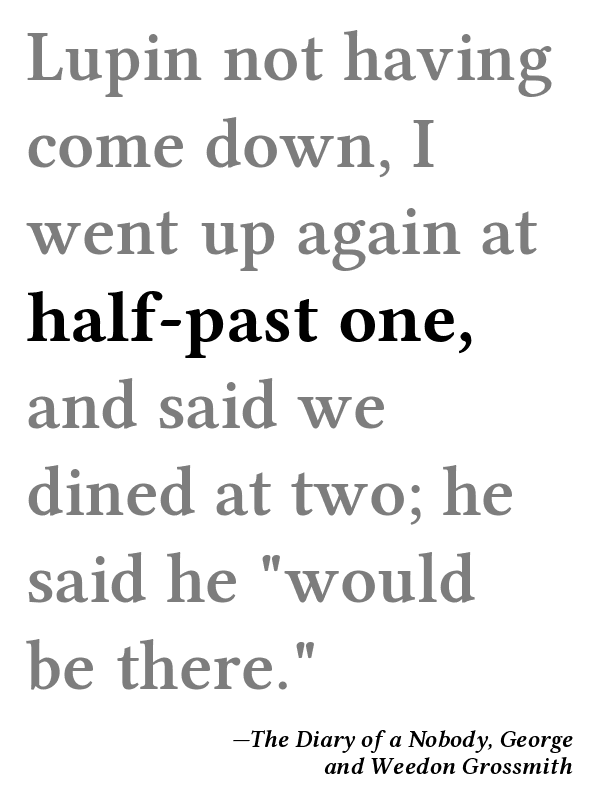 Lupin not having
come down, I
went up again at
half-past one,
and said we
dined at two; he
said he "would
be there."
—The Diary of a Nobody, George
and Weedon Grossmith